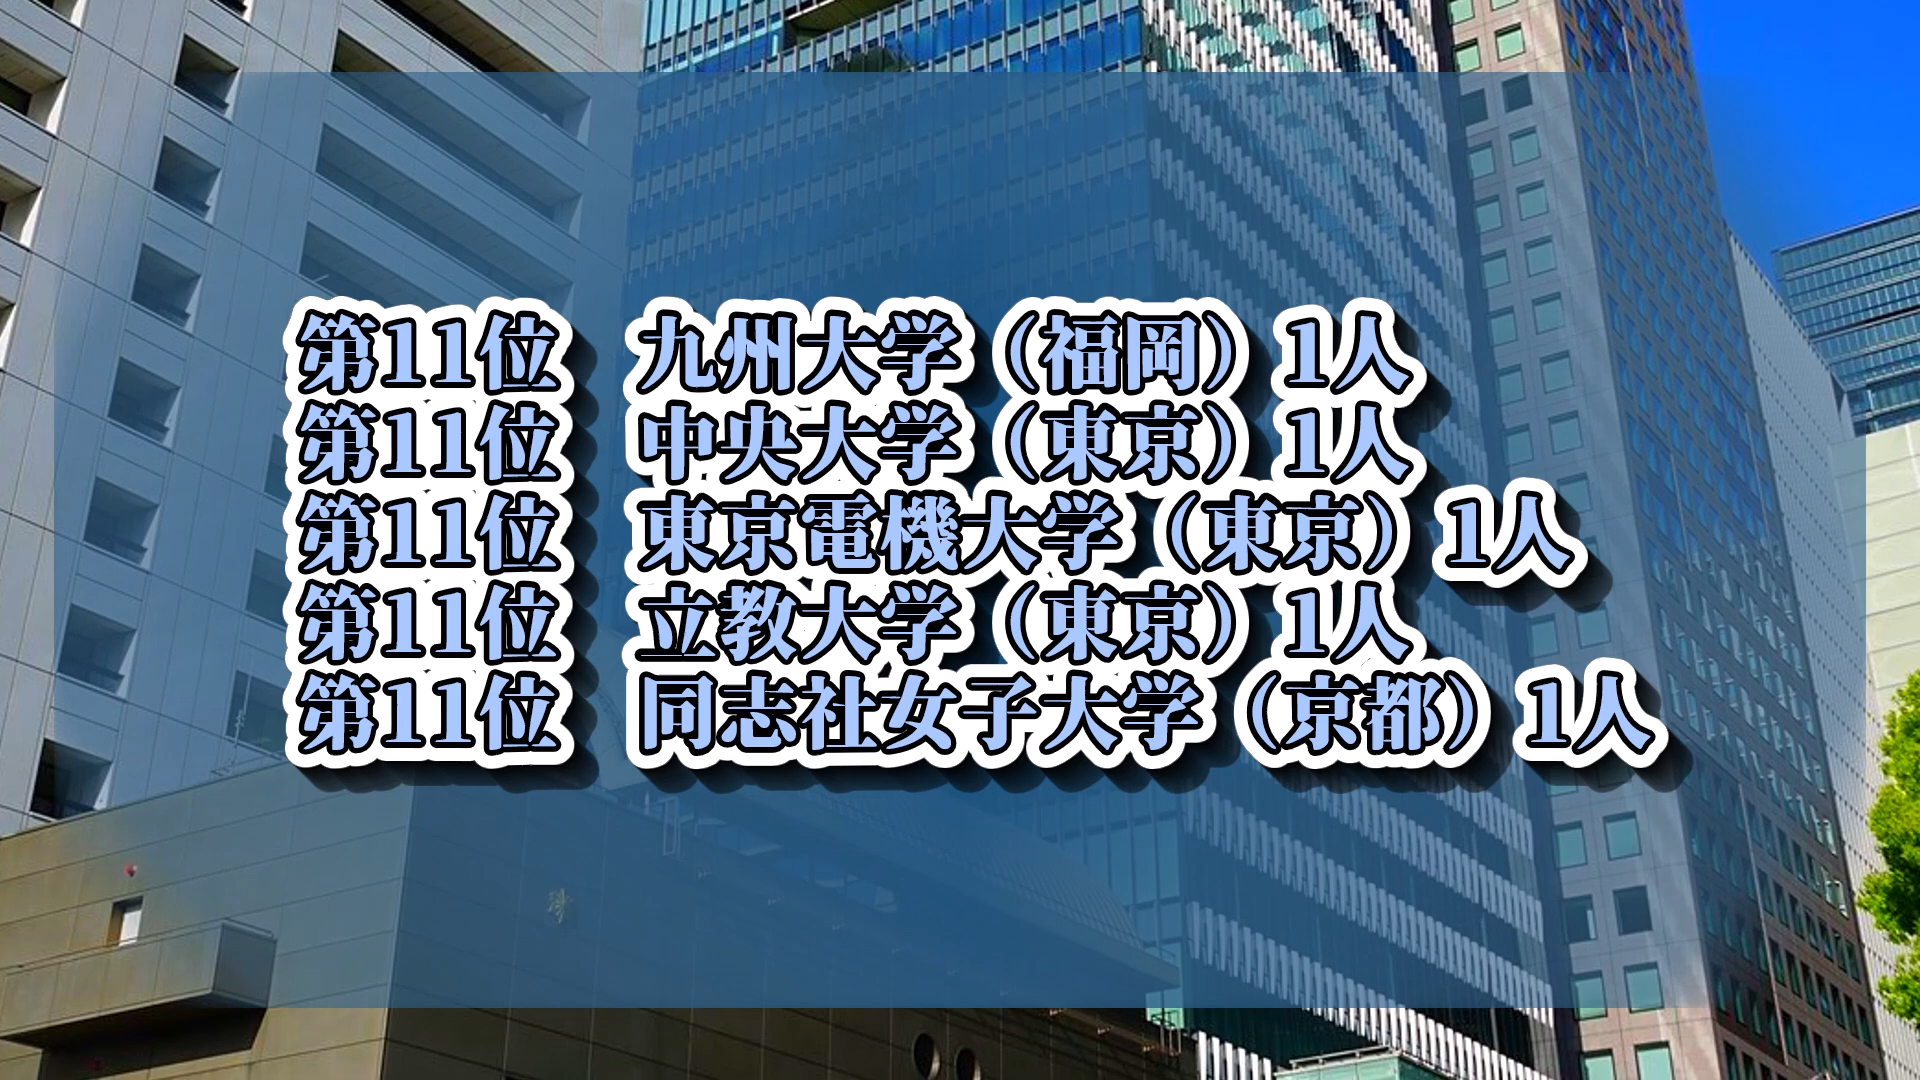 第11位　九州大学（福岡）1人
第11位　中央大学（東京）1人
第11位　東京電機大学（東京）1人
第11位　立教大学（東京）1人
第11位　同志社女子大学（京都）1人